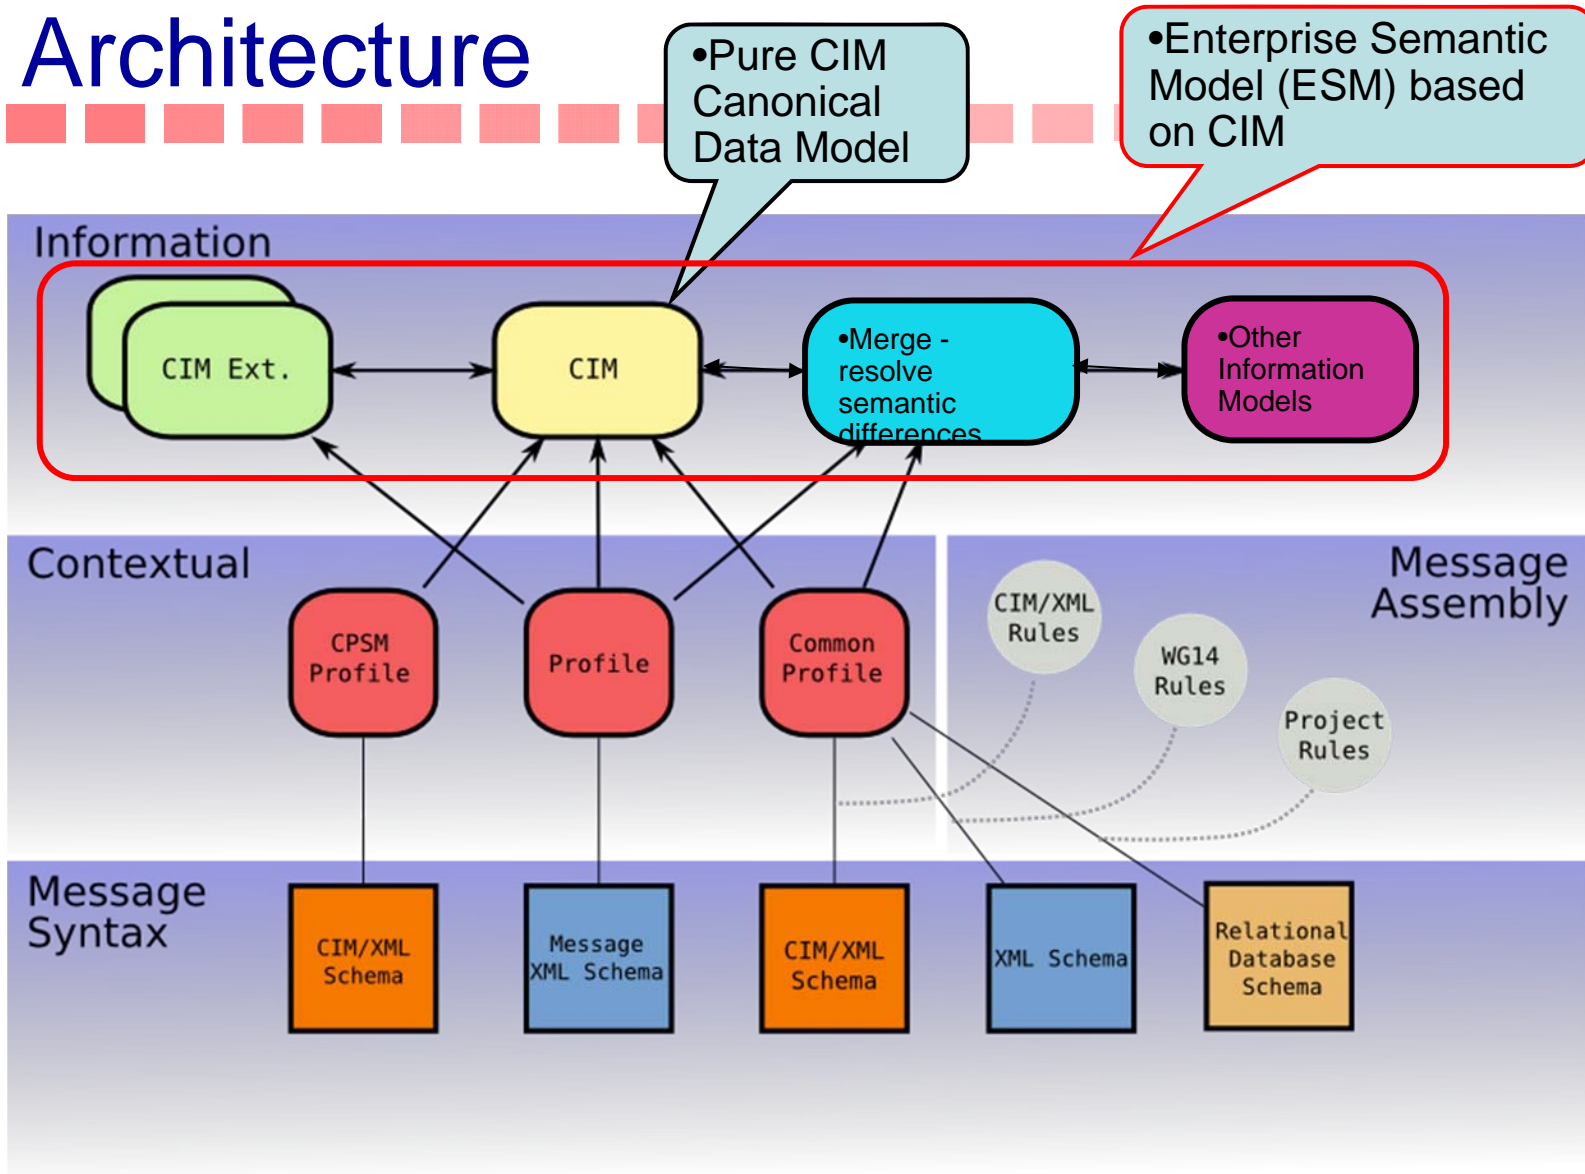 Architecture
•Pure CIM
Canonical
Data Model
•Enterprise Semantic
Model (ESM) based
on CIM
Information
CIM Ext.
CIM
•Merge -
resolve
semantic
differences
•Other
Information
Models
Contextual
CPSM
Profile
Profile
Common
Profile
Message
Assembly
CIM/XML
Rules
WG14
Rules
Project
Rules
Message
Syntax
CIM/XML
Schema
Message
XML Schema
CIM/XML
Schema
XML Schema
Relational
Database
Schema